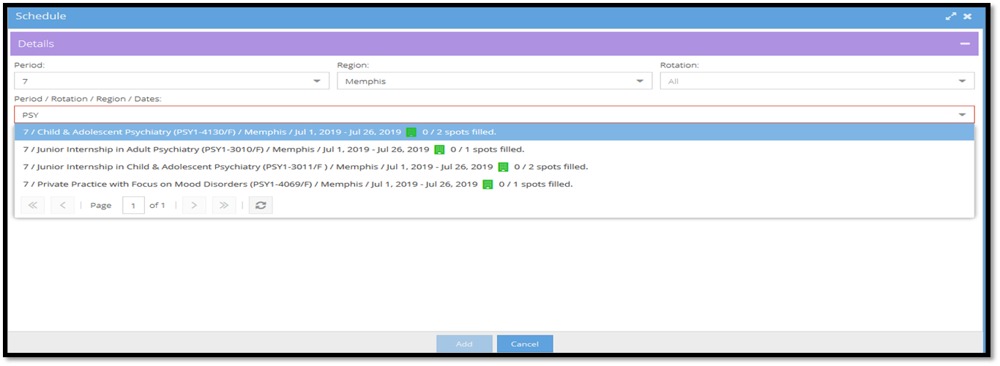 Schedule
Details
Period: Region: Rotation:
7 Memphis All
Period / Rotation / Region / Dates:
PSY
7 / Child & Adolescent Psychiatry (PSY1-4130/F) / Memphis / Jul 1, 2019 - Jul 26, 2019 0 / 2 spots filled.
7 / Junior Internship in Adult Psychiatry (PSY1-3010/F) / Memphis / Jul 1, 2019 - Jul 26, 2019 0 / 1 spots filled.
7 / Junior Internship in Child & Adolescent Psychiatry (PSY1-3011/F ) / Memphis / Jul 1, 2019 - Jul 26, 2019 0 / 2 spots filled.
7 / Private Practice with Focus on Mood Disorders (PSY1-4069/F) / Memphis / Jul 1, 2019 - Jul 26, 2019 0 / 1 spots filled.
Page 1 of 1
Add Cancel